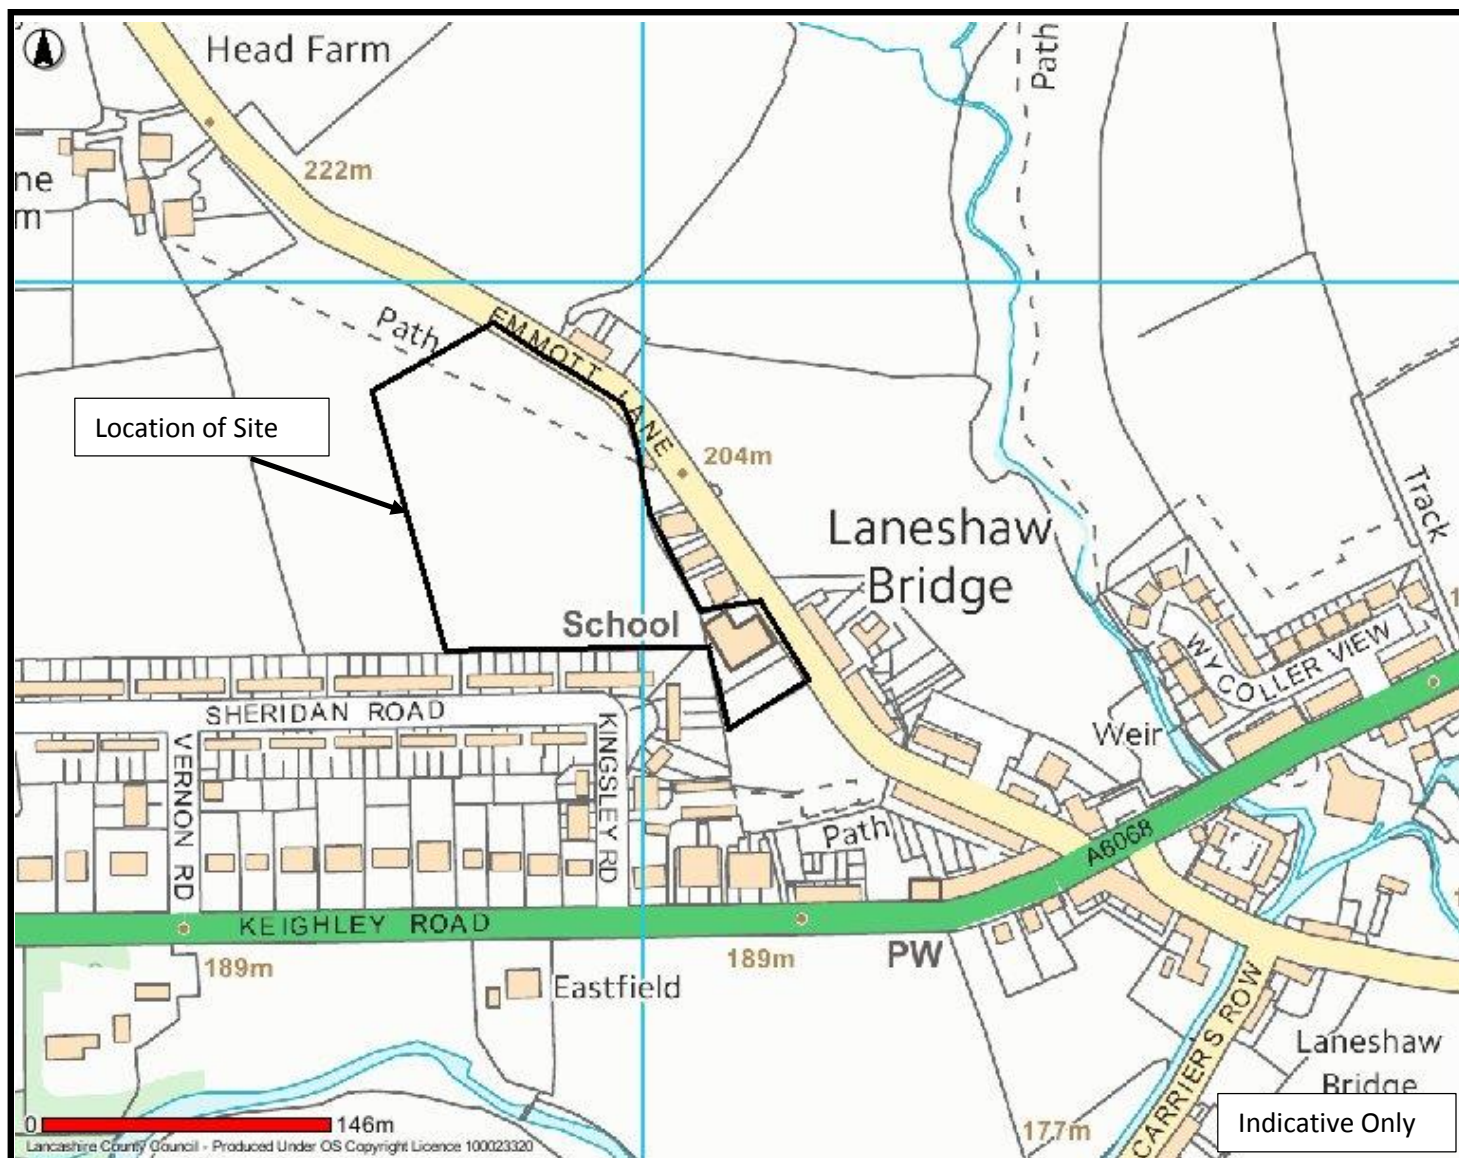 Head Farm
Path
222m
ne
m
Path
EMMOTT LANE
Location of Site
204m
Laneshaw
Bridge
Track
School
WYCOLLER VIEW
SHERIDAN ROAD
KINGSLEY RD
VERNON RD
Weir
Path
A6068
KEIGHLEY ROAD
189m
189m
PW
Eastfield
CARRIER'S ROW
Laneshaw
Bridge
0
146m
177m
Indicative Only
Lancashire County Council - Produced Under OS Copyright Licence 100023320